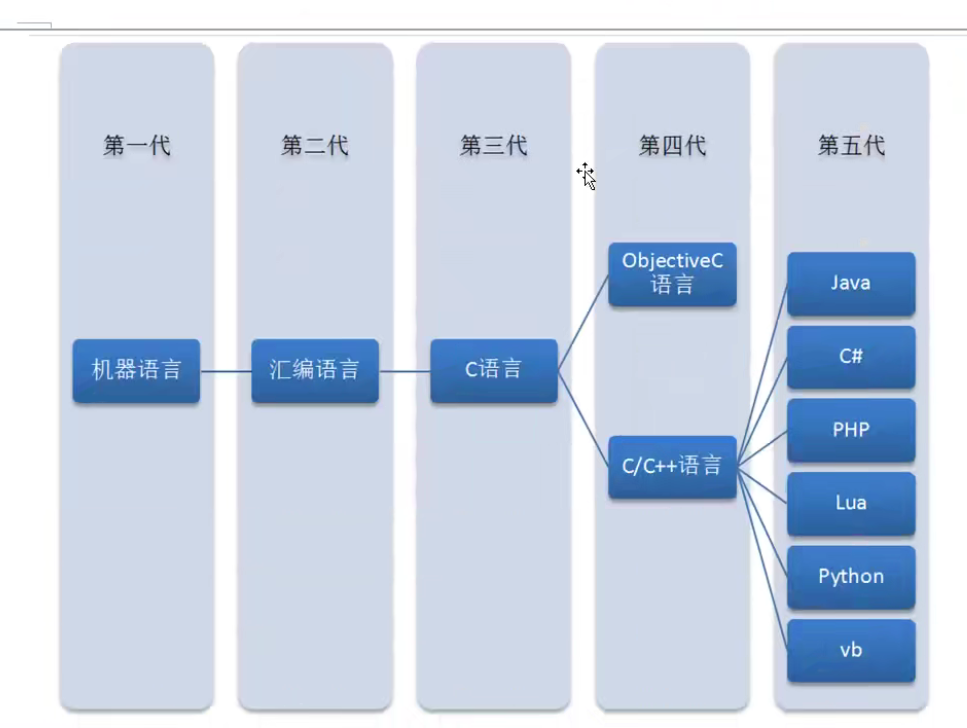 第一代
第二代
第三代
第四代
第五代
机器语言
汇编语言
C语言
ObjectiveC
语言
C/C++语言
Java
C#
PHP
Lua
Python
vb